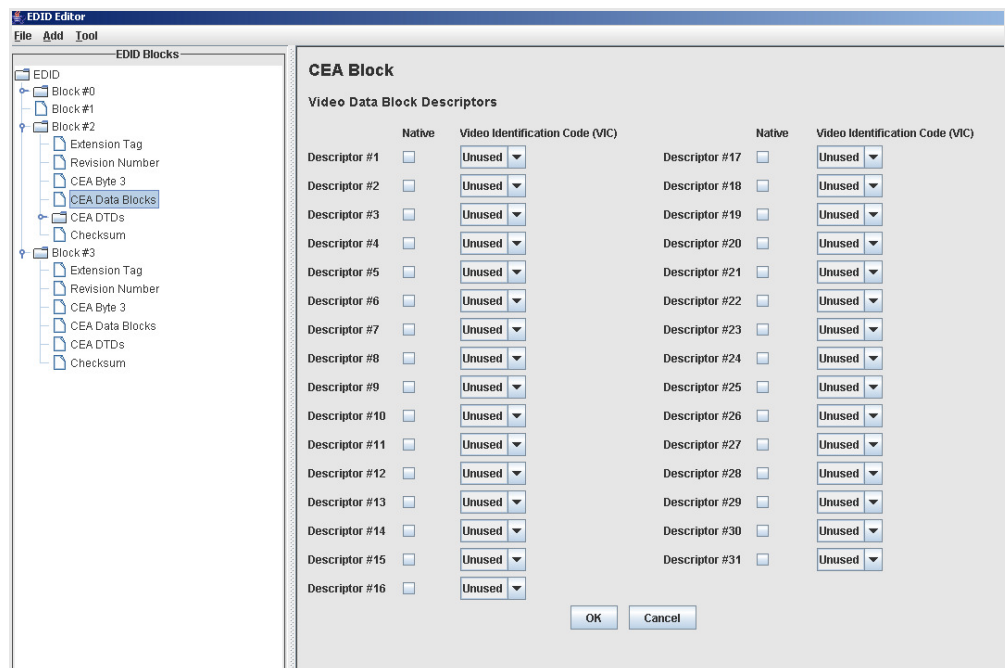 EDID Editor
File Add Tool
EDID Blocks
EDID
Block #0
Block #1
Block #2
Extension Tag
Revision Number
CEA Byte 3
CEA Data Blocks
CEA DTDs
Checksum
Block #3
Extension Tag
Revision Number
CEA Byte 3
CEA Data Blocks
CEA DTDs
Checksum
CEA Block
Video Data Block Descriptors
Native Video Identification Code (VIC) Native Video Identification Code (VIC)
Descriptor #1 Unused Descriptor #17 Unused
Descriptor #2 Unused Descriptor #18 Unused
Descriptor #3 Unused Descriptor #19 Unused
Descriptor #4 Unused Descriptor #20 Unused
Descriptor #5 Unused Descriptor #21 Unused
Descriptor #6 Unused Descriptor #22 Unused
Descriptor #7 Unused Descriptor #23 Unused
Descriptor #8 Unused Descriptor #24 Unused
Descriptor #9 Unused Descriptor #25 Unused
Descriptor #10 Unused Descriptor #26 Unused
Descriptor #11 Unused Descriptor #27 Unused
Descriptor #12 Unused Descriptor #28 Unused
Descriptor #13 Unused Descriptor #29 Unused
Descriptor #14 Unused Descriptor #30 Unused
Descriptor #15 Unused Descriptor #31 Unused
Descriptor #16 Unused
OK Cancel